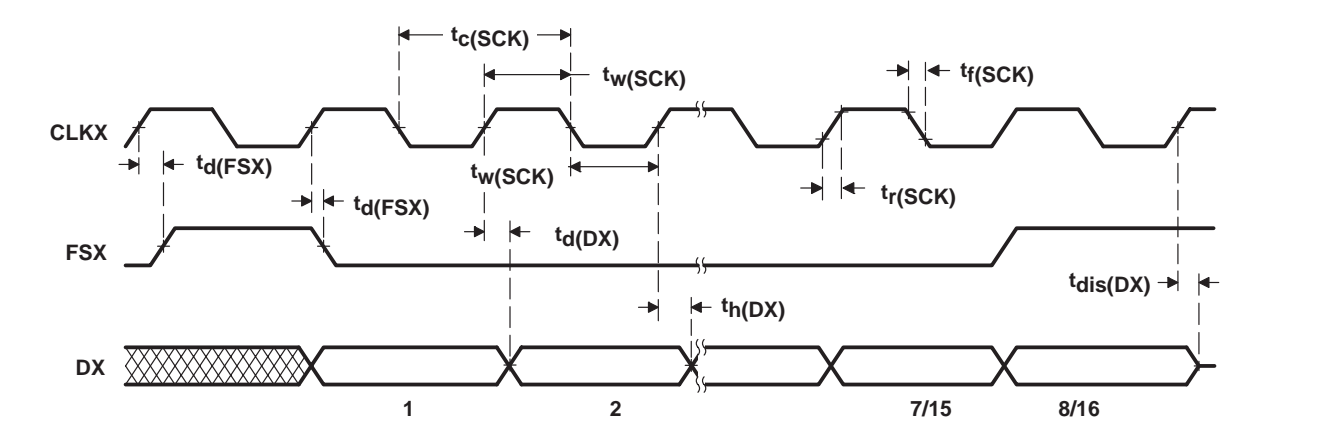 tc(SCK)
tw(SCK)
tf(SCK)
CLKX
td(FSX)
tw(SCK)
tr(SCK)
td(FSX)
td(DX)
FSX
tdis(DX)
th(DX)
DX
1 2 7/15 8/16